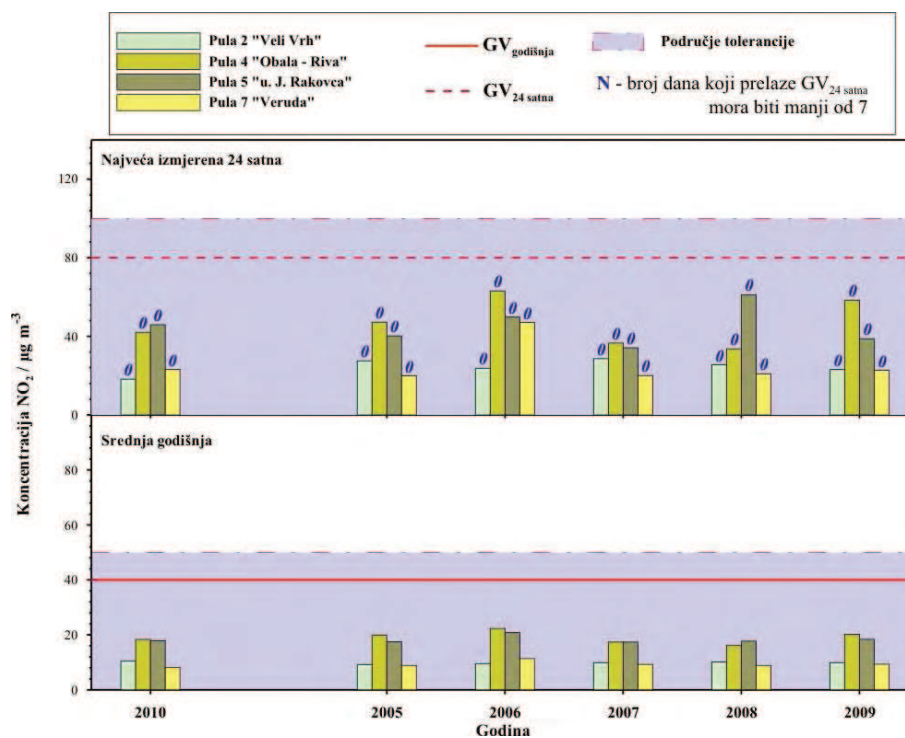 Pula 2 "Veli Vrh"
Pula 4 "Obala - Riva"
Pula 5 "u. J. Rakovca"
Pula 7 "Veruda"
GVgodišnja
GV24 satna
Područje tolerancije
N - broj dana koji prelaze GV24 satna
mora biti manji od 7
Najveća izmjerena 24 satna
120
80
40
0
0 0 0 0 0 0 0 0 0 0 0 0 0 0 0 0 0 0 0 0 0 0 0 0
Koncentracija NO2 / µg m-3
Srednja godišnja
80
60
40
20
0
2010 2005 2006 2007 2008 2009
Godina